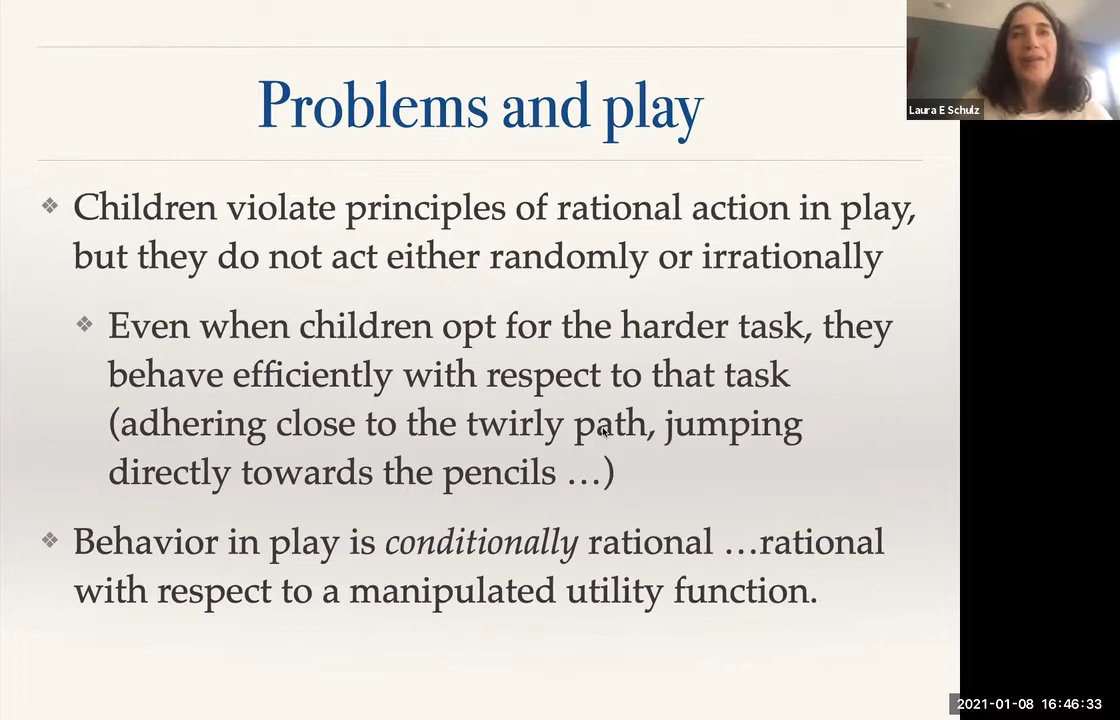 Problems and play
Laura E Schulz
❖ Children violate principles of rational action in play,
but they do not act either randomly or irrationally
❖ Even when children opt for the harder task, they
behave efficiently with respect to that task
(adhering close to the twirly path, jumping
directly towards the pencils …)
❖ Behavior in play is conditionally rational …rational
with respect to a manipulated utility function.
2021-01-08 16:46:33